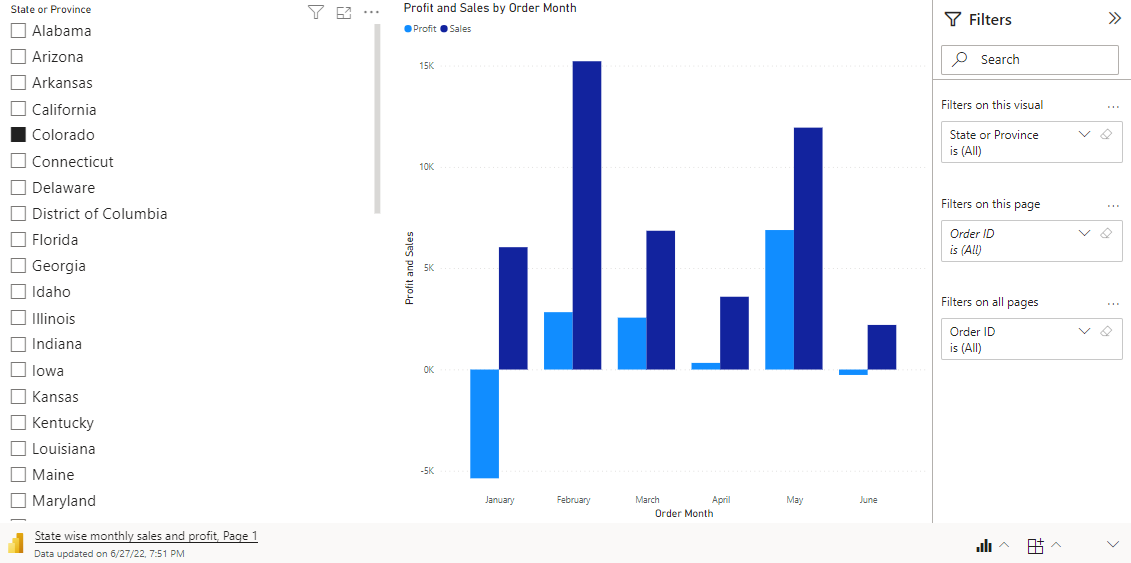 State or Province
Alabama
Arizona
Arkansas
California
Colorado
Connecticut
Delaware
District of Columbia
Florida
Georgia
Idaho
Illinois
Indiana
Iowa
Kansas
Kentucky
Louisiana
Maine
Maryland
Profit and Sales by Order Month
Profit Sales
15K
10K
5K
0K
-5K
Profit and Sales
January February March April May June
Order Month
Filters
Search
Filters on this visual
State or Province
is (All)
Filters on this page
Order ID
is (All)
Filters on all pages
Order ID
is (All)
State wise monthly sales and profit, Page 1
Data updated on 6/27/22, 7:51 PM